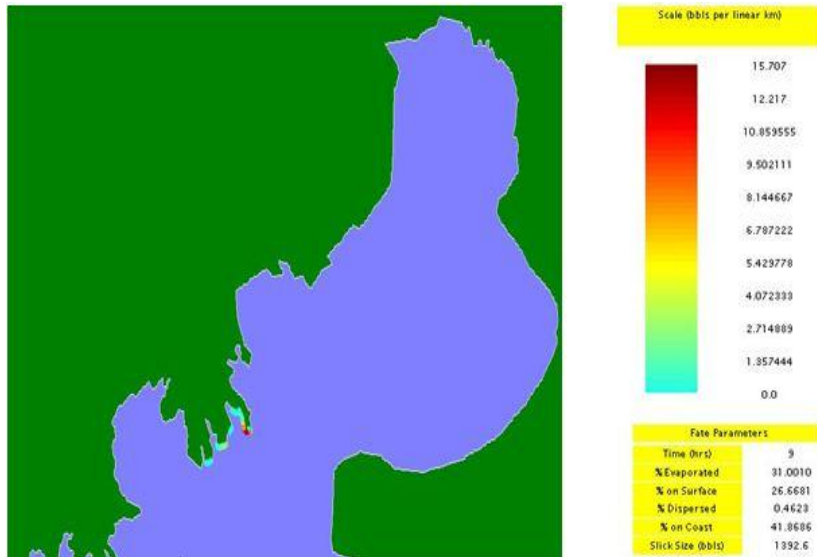 Scale (bbls per linear km)
15.707
12.217
10.859555
9.502111
8.144667
6.787222
5.429778
4.072333
2.714889
1.357444
0.0
Fate Parameters
Time (hrs) 9
% Evaporated 31.0010
% on Surface 26.6681
% Dispersed 0.4623
% on Coast 41.8686
Slick Size (bbls) 1392.6